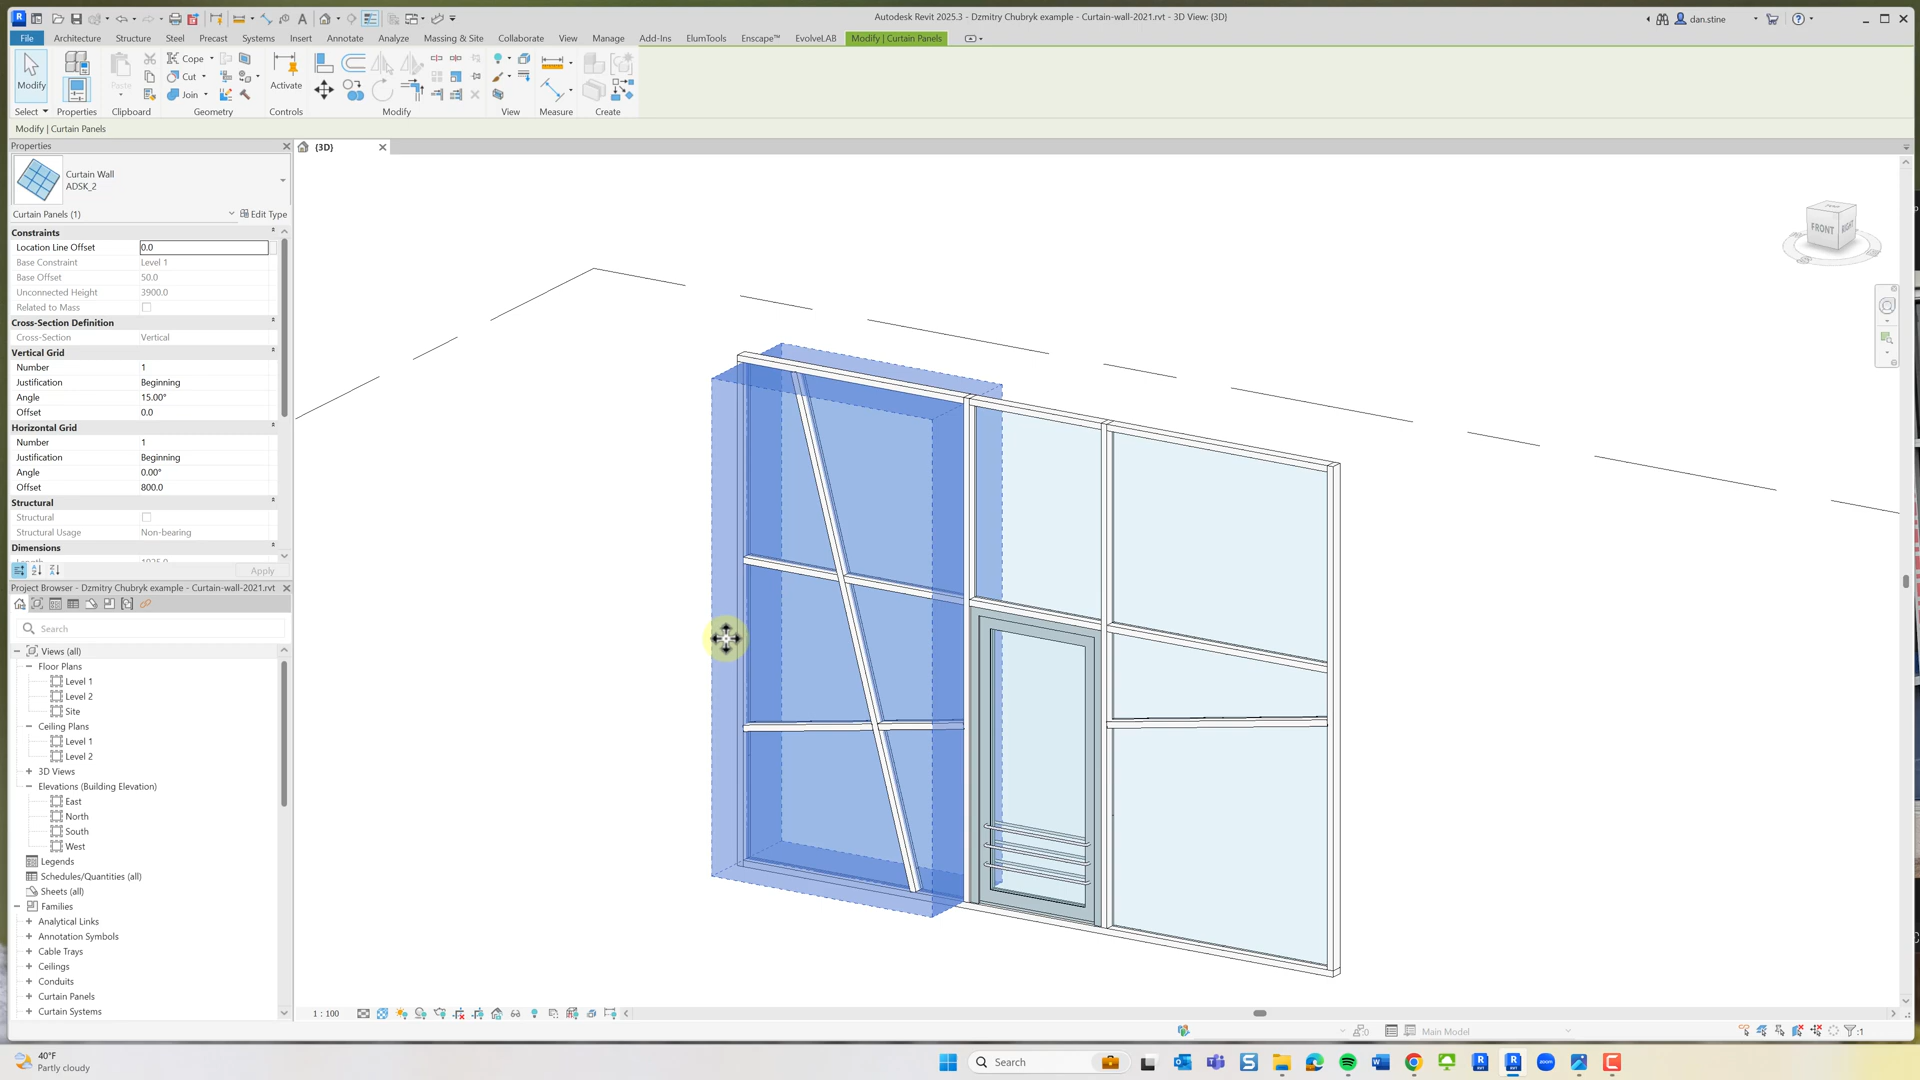 Autodesk Revit 2025.3 - Dzmitry Chubryk example - Curtain-wall-2021.rvt - 3D View: {3D}
dan.stine
File Architecture Structure Steel Precast Systems Insert Annotate Analyze Massing & Site Collaborate View Manage Add-Ins ElumTools Enscape™ EvolveLAB Modify | Curtain Panels
Modify
Paste
Cope
Cut
Join
Activate
Select Properties Clipboard Geometry Controls Modify View Measure Create
Modify | Curtain Panels
Properties
{3D}
Curtain Wall
ADSK_2
Curtain Panels (1) Edit Type
Constraints
Location Line Offset 0.0
Base Constraint Level 1
Base Offset 50.0
Unconnected Height 3900.0
Related to Mass
Cross-Section Definition
Cross-Section Vertical
Vertical Grid
Number 1
Justification Beginning
Angle 15.00°
Offset 0.0
Horizontal Grid
Number 1
Justification Beginning
Angle 0.00°
Offset 800.0
Structural
Structural
Structural Usage Non-bearing
Dimensions
Apply
Project Browser - Dzmitry Chubryk example - Curtain-wall-2021.rvt
Search
Views (all)
Floor Plans
Level 1
Level 2
Site
Ceiling Plans
Level 1
Level 2
3D Views
Elevations (Building Elevation)
East
North
South
West
Legends
Schedules/Quantities (all)
Sheets (all)
Families
Analytical Links
Annotation Symbols
Cable Trays
Ceilings
Conduits
Curtain Panels
Curtain Systems
FRONT RIGHT
1 : 100
:0
Main Model
:1
40°F
Partly cloudy
Search